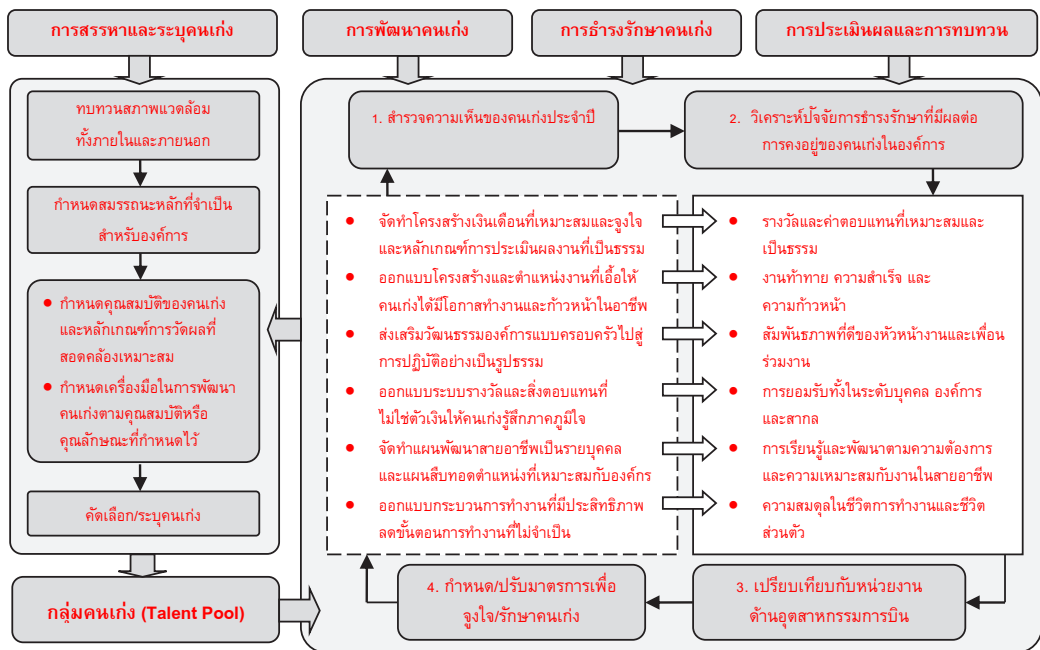 การสรรหาและระบุคนเก่ง
การพัฒนาคนเก่ง
การธำรงรักษาคนเก่ง
การประเมินผลและการทบทวน
ทบทวนสภาพแวดล้อม
ทั้งภายในและภายนอก
กำหนดสมรรถนะหลักที่จำเป็น
สำหรับองค์การ
● กำหนดคุณสมบัติของคนเก่ง
และหลักเกณฑ์การวัดผลที่
สอดคล้องเหมาะสม
● กำหนดเครื่องมือในการพัฒนา
คนเก่งตามคุณสมบัติหรือ
คุณลักษณะที่กำหนดไว้
คัดเลือก/ระบุคนเก่ง
กลุ่มคนเก่ง (Talent Pool)
1. สำรวจความเห็นของคนเก่งประจำปี
2. วิเคราะห์ปัจจัยการธำรงรักษาที่มีผลต่อ
การคงอยู่ของคนเก่งในองค์การ
● จัดทำโครงสร้างเงินเดือนที่เหมาะสมและจูงใจ
และหลักเกณฑ์การประเมินผลงานที่เป็นธรรม
● ออกแบบโครงสร้างและตำแหน่งงานที่เอื้อให้
คนเก่งได้มีโอกาสทำงานและก้าวหน้าในอาชีพ
● ส่งเสริมวัฒนธรรมองค์การแบบครอบครัวไปสู่
การปฏิบัติอย่างเป็นรูปธรรม
● ออกแบบระบบรางวัลและสิ่งตอบแทนที่
ไม่ใช่ตัวเงินให้คนเก่งรู้สึกภาคภูมิใจ
● จัดทำแผนพัฒนาสายอาชีพเป็นรายบุคคล
และแผนสืบทอดตำแหน่งที่เหมาะสมกับองค์กร
● ออกแบบกระบวนการทำงานที่มีประสิทธิภาพ
ลดขั้นตอนการทำงานที่ไม่จำเป็น
● รางวัลและค่าตอบแทนที่เหมาะสมและ
เป็นธรรม
● งานท้าทาย ความสำเร็จ และ
ความก้าวหน้า
● สัมพันธภาพที่ดีของหัวหน้างานและเพื่อน
ร่วมงาน
● การยอมรับทั้งในระดับบุคคล องค์การ
และสากล
● การเรียนรู้และพัฒนาตามความต้องการ
และความเหมาะสมกับงานในสายอาชีพ
● ความสมดุลในชีวิตการทำงานและชีวิต
ส่วนตัว
4. กำหนด/ปรับมาตรการเพื่อ
จูงใจ/รักษาคนเก่ง
3. เปรียบเทียบกับหน่วยงาน
ด้านอุตสาหกรรมการบิน